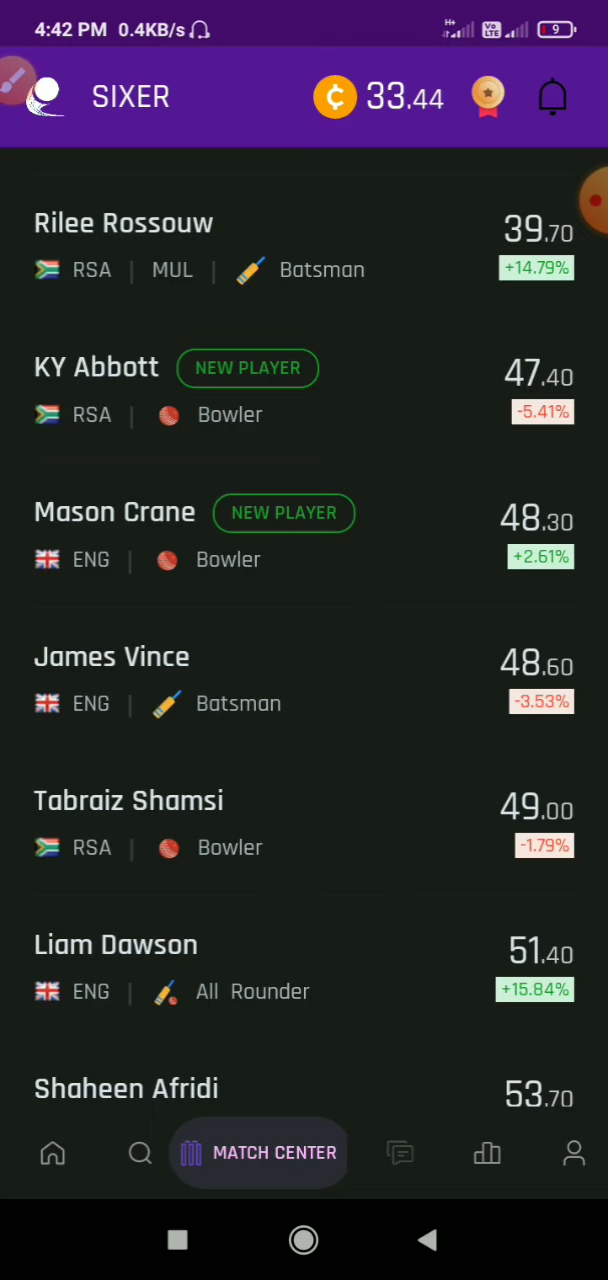 4:42 PM 0.4KB/s H+ Vo LTE 9
SIXER ¢ 33.44
Rilee Rossouw 39.70
RSA | MUL | Batsman +14.79%
KY Abbott NEW PLAYER 47.40
RSA | Bowler -5.41%
Mason Crane NEW PLAYER 48.30
ENG | Bowler +2.61%
James Vince 48.60
ENG | Batsman -3.53%
Tabraiz Shamsi 49.00
RSA | Bowler -1.79%
Liam Dawson 51.40
ENG | All Rounder +15.84%
Shaheen Afridi 53.70
MATCH CENTER